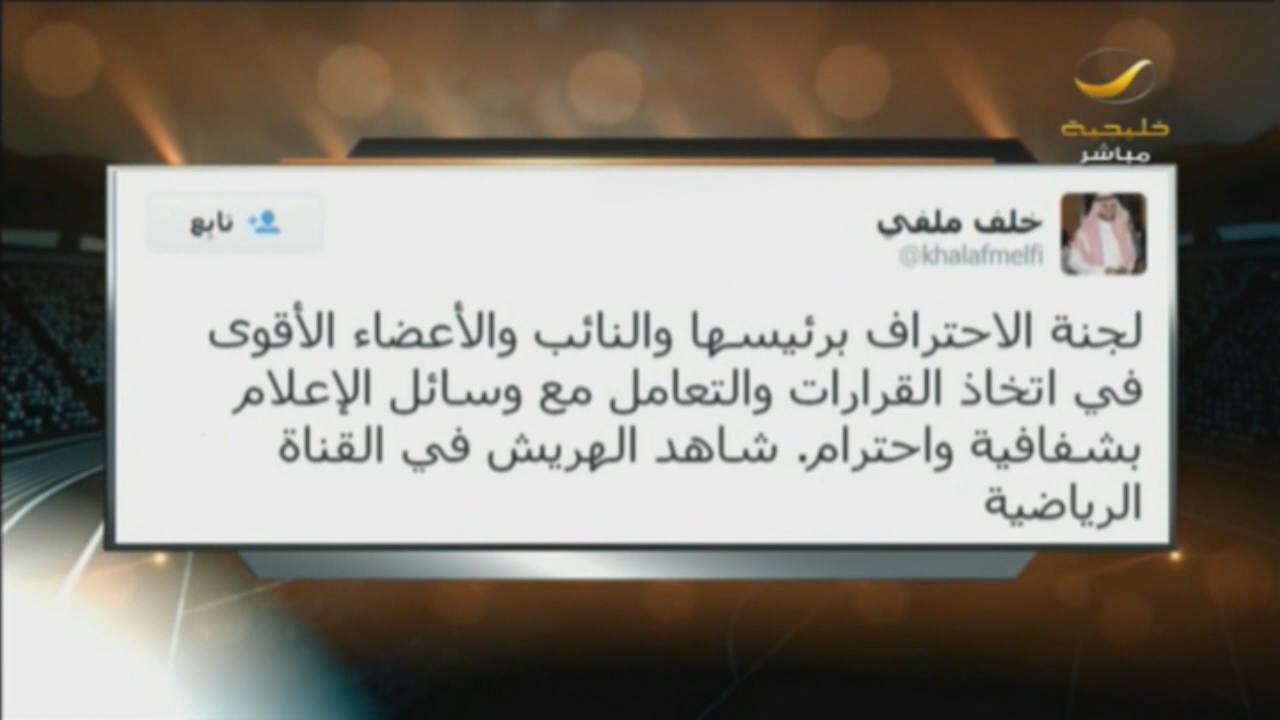 خليجية
مباشر
خلف ملفي
@khalafmelfi
تابع
لجنة الاحتراف برئيسها والنائب والأعضاء الأقوى
في اتخاذ القرارات والتعامل مع وسائل الإعلام
بشفافية واحترام. شاهد الهريش في القناة
الرياضية